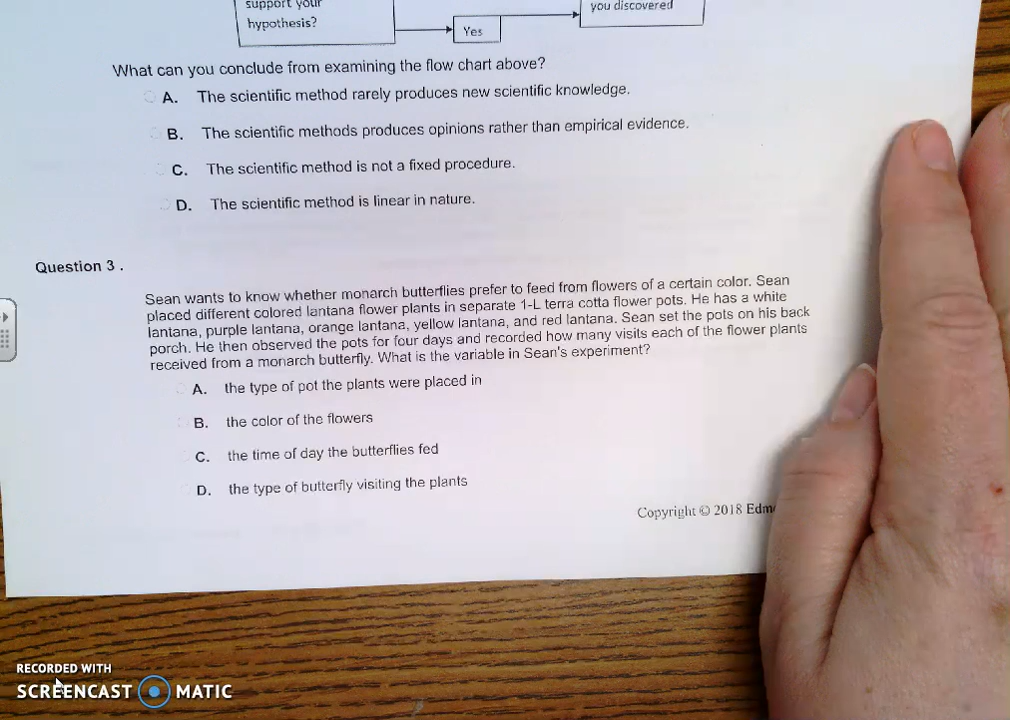 support your
hypothesis?
Yes
you discovered
What can you conclude from examining the flow chart above?
A. The scientific method rarely produces new scientific knowledge.
B. The scientific methods produces opinions rather than empirical evidence.
C. The scientific method is not a fixed procedure.
D. The scientific method is linear in nature.
Question 3 .
Sean wants to know whether monarch butterflies prefer to feed from flowers of a certain color. Sean
placed different colored lantana flower plants in separate 1-L terra cotta flower pots. He has a white
lantana, purple lantana, orange lantana, yellow lantana, and red lantana. Sean set the pots on his back
porch. He then observed the pots for four days and recorded how many visits each of the flower plants
received from a monarch butterfly. What is the variable in Sean's experiment?
A. the type of pot the plants were placed in
B. the color of the flowers
C. the time of day the butterflies fed
D. the type of butterfly visiting the plants
Copyright © 2018
RECORDED WITH
SCREENCAST MATIC